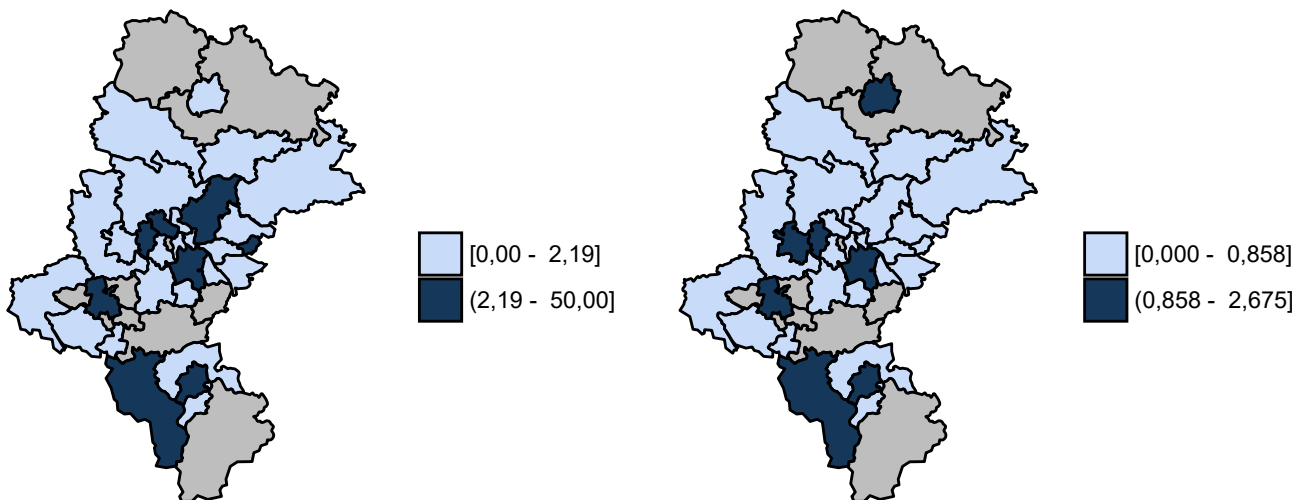 [0,00 -  2,19]
(2,19 - 50,00]
[0,000 -  0,858]
(0,858 - 2,675]